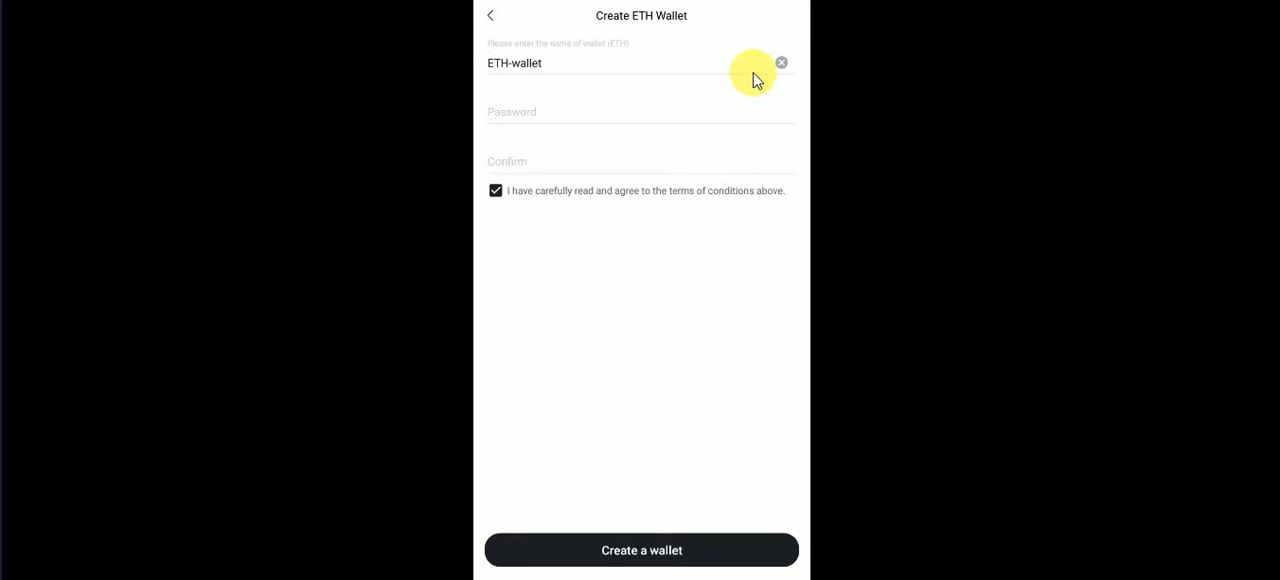 Create ETH Wallet
Please enter the name of wallet (ETH)
ETH-wallet
Password
Confirm
I have carefully read and agree to the terms of conditions above.
Create a wallet